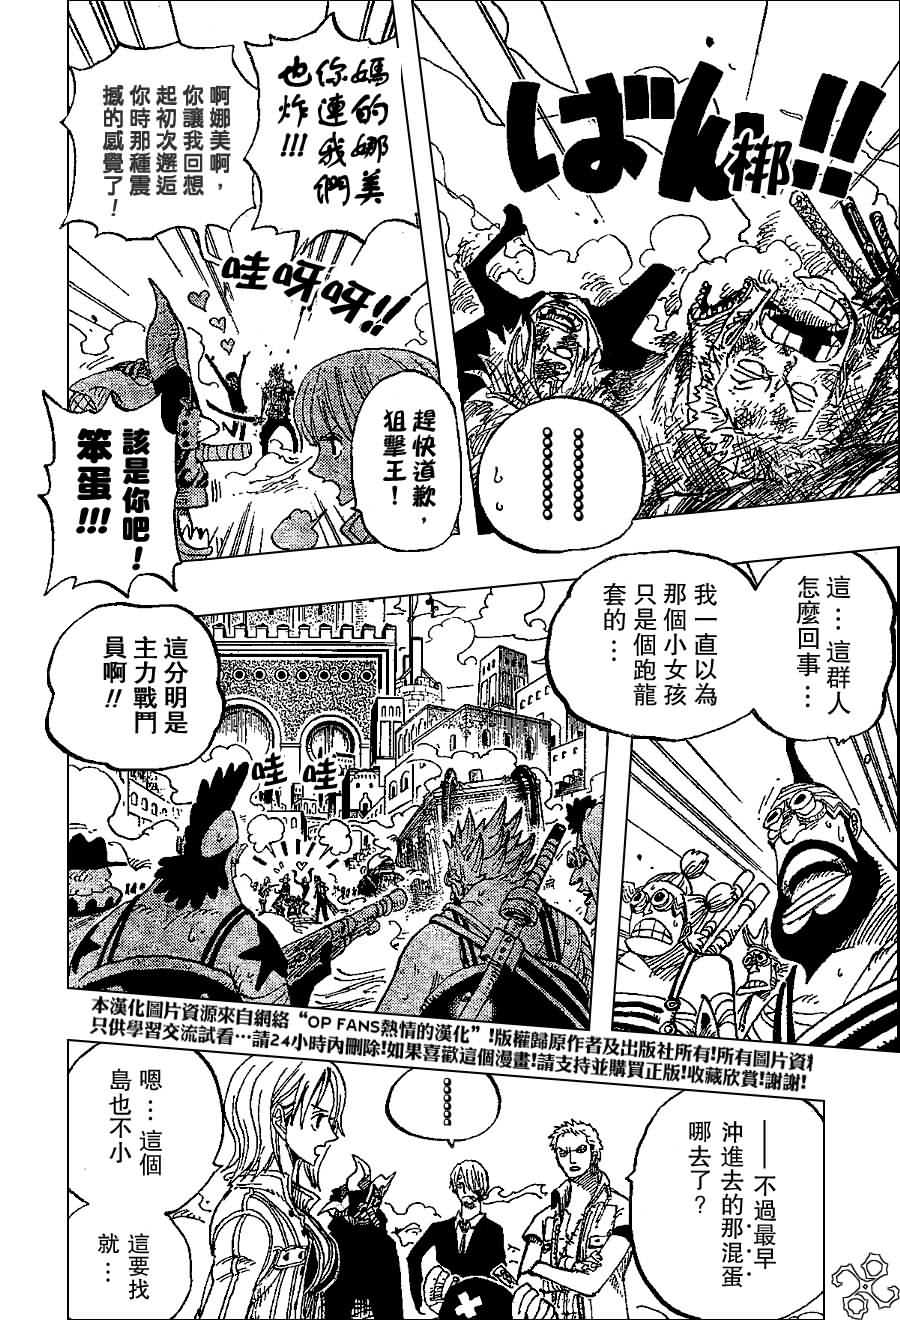 ばん!!
梆
………………
媽的娜美
你連我們
也炸!!!
啊娜美啊，
你讓我回想
起初次邂逅
你時那種震
撼的感覺了！
哇呀呀!!
趕快道歉，
狙擊王！
該是你吧！
笨蛋!!!
這…這群人
怎麼回事…
我一直以為
那個小女孩
只是個跑龍
套的…
這分明是
主力戰鬥
員啊!!
哇 哇
本漢化圖片資源來自網絡“OP FANS熱情的漢化”!版權歸原作者及出版社所有!所有圖片資料
只供學習交流試看…請24小時內刪除!如果喜歡這個漫畫!請支持並購買正版!收藏欣賞!謝謝!
——不過最早
沖進去的那混蛋
哪去了？
………
嗯…這個
島也不小
這要找
就…